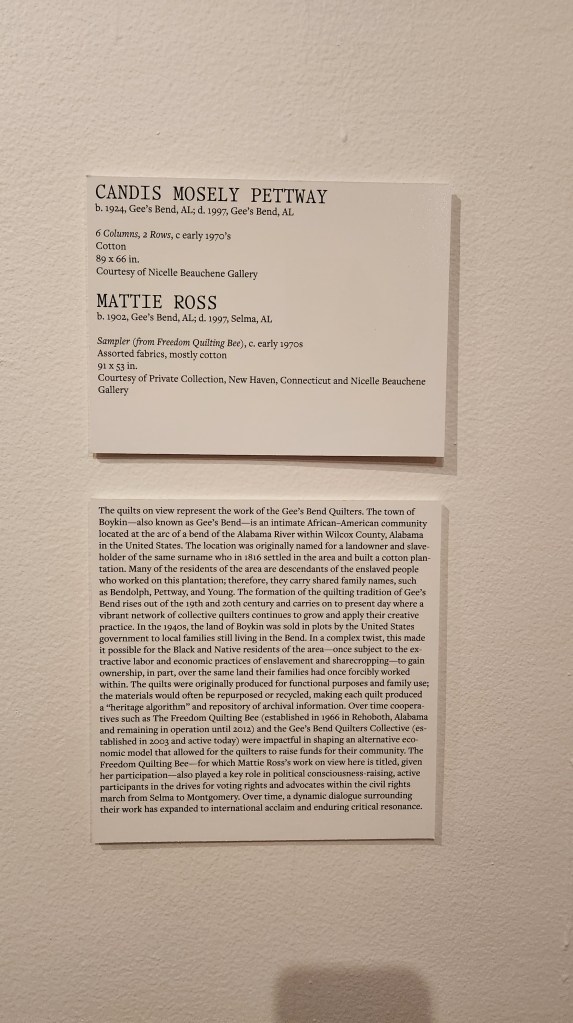 CANDIS MOSELY PETTWAY
b. 1924, Gee's Bend, AL; d. 1997, Gee's Bend, AL
6 Columns, 2 Rows, c early 1970's
Cotton
89 x 66 in.
Courtesy of Nicelle Beauchene Gallery
MATTIE ROSS
b. 1902, Gee's Bend, AL; d. 1997, Selma, AL
Sampler (from Freedom Quilting Bee), c. early 1970s
Assorted fabrics, mostly cotton
91 x 53 in.
Courtesy of Private Collection, New Haven, Connecticut and Nicelle Beauchene
Gallery
The quilts on view represent the work of the Gee's Bend Quilters. The town of
Boykin—also known as Gee's Bend—is an intimate African-American community
located at the arc of a bend of the Alabama River within Wilcox County, Alabama
in the United States. The location was originally named for a landowner and slave-
holder of the same surname who in 1816 settled in the area and built a cotton plan-
tation. Many of the residents of the area are descendants of the enslaved people
who worked on this plantation; therefore, they carry shared family names, such
as Bendolph, Pettway, and Young. The formation of the quilting tradition of Gee's
Bend rises out of the 19th and 20th century and carries on to present day where a
vibrant network of collective quilters continues to grow and apply their creative
practice. In the 1940s, the land of Boykin was sold in plots by the United States
government to local families still living in the Bend. In a complex twist, this made
it possible for the Black and Native residents of the area—once subject to the ex-
tractive labor and economic practices of enslavement and sharecropping—to gain
ownership, in part, over the same land their families had once forcibly worked
within. The quilts were originally produced for functional purposes and family use;
the materials would often be repurposed or recycled, making each quilt produced
a "heritage algorithm" and repository of archival information. Over time coopera-
tives such as The Freedom Quilting Bee (established in 1966 in Rehoboth, Alabama
and remaining in operation until 2012) and the Gee's Bend Quilters Collective (es-
tablished in 2003 and active today) were impactful in shaping an alternative eco-
nomic model that allowed for the quilters to raise funds for their community. The
Freedom Quilting Bee—for which Mattie Ross's work on view here is titled, given
her participation—also played a key role in political consciousness-raising, active
participants in the drives for voting rights and advocates within the civil rights
march from Selma to Montgomery. Over time, a dynamic dialogue surrounding
their work has expanded to international acclaim and enduring critical resonance.